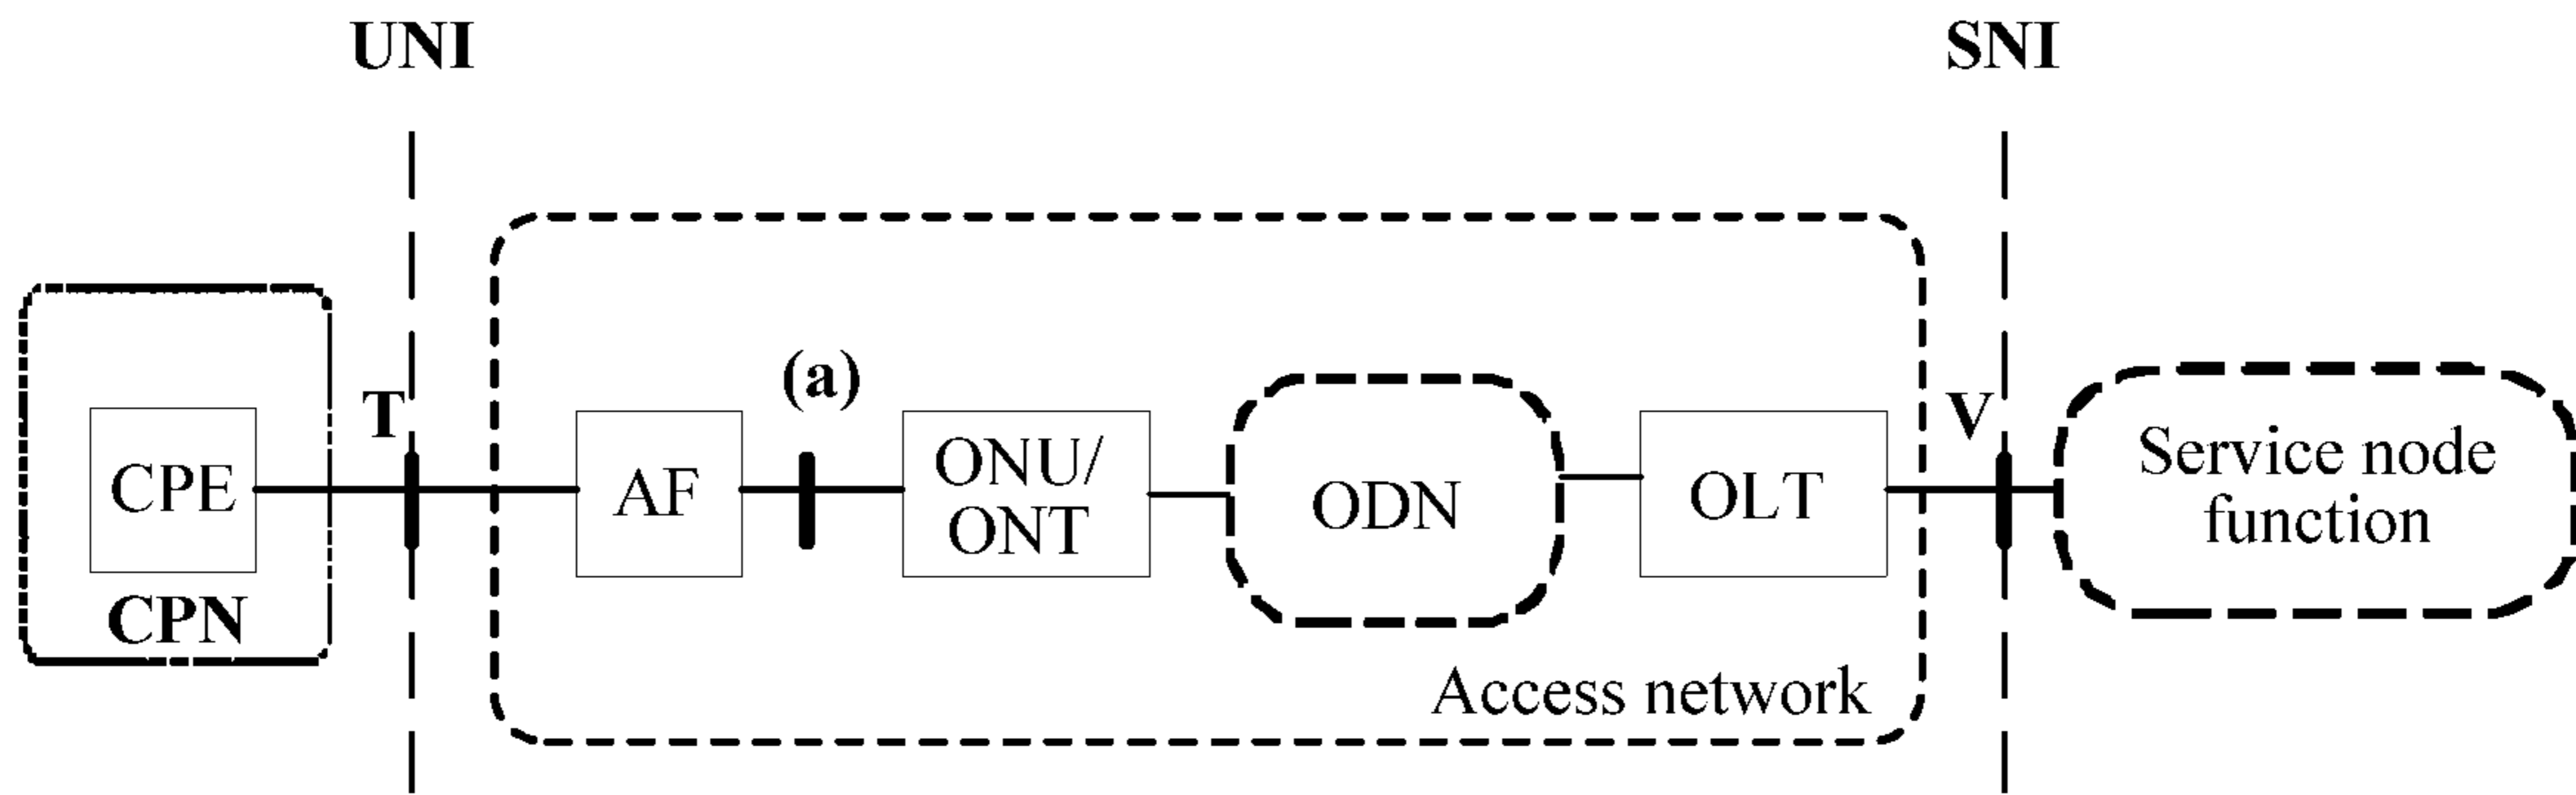 UNI
SNI
T
(a)
V
CPE
CPN
AF
ONU/
ONT
ODN
OLT
Service node
function
Access network